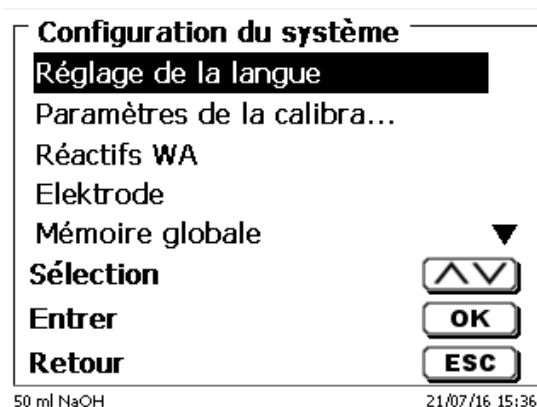 Configuration du système
Réglage de la langue
Paramètres de la calibra...
Réactifs WA
Elektrode
Mémoire globale
Sélection
Entrer OK
Retour ESC
50 ml NaOH 21/07/16 15:36